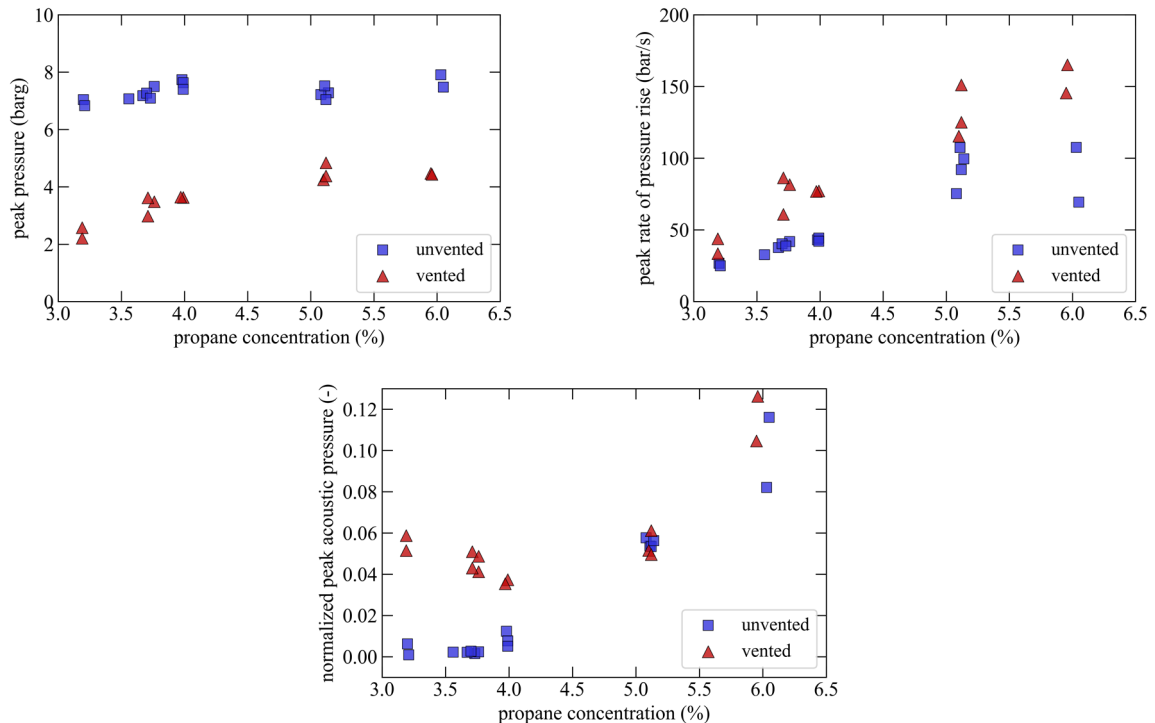 peak pressure (barg)
10
8
6
4
2
0
unvented
vented
3.0 3.5 4.0 4.5 5.0 5.5 6.0 6.5
propane concentration (%)
peak rate of pressure rise (bar/s)
200
150
100
50
0
unvented
vented
3.0 3.5 4.0 4.5 5.0 5.5 6.0 6.5
propane concentration (%)
normalized peak acoustic pressure (-)
0.12
0.10
0.08
0.06
0.04
0.02
0.00
unvented
vented
3.0 3.5 4.0 4.5 5.0 5.5 6.0 6.5
propane concentration (%)